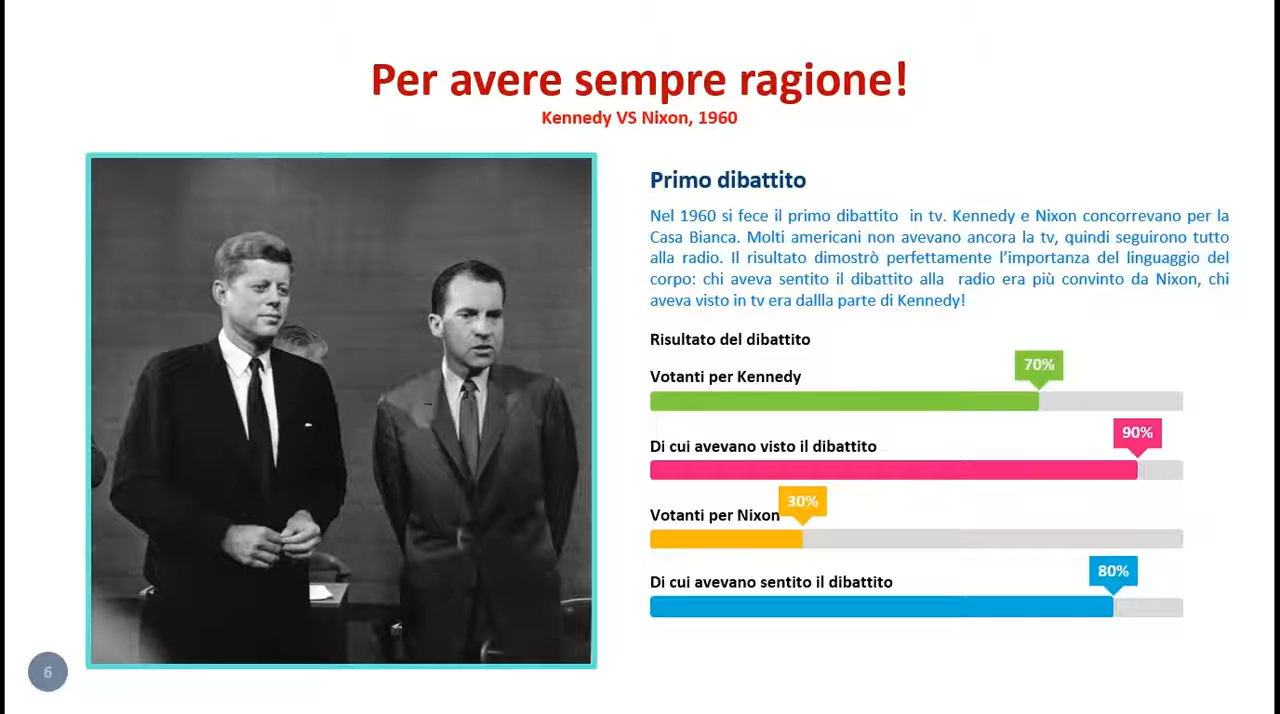 Per avere sempre ragione!
Kennedy VS Nixon, 1960
Primo dibattito
Nel 1960 si fece il primo dibattito in tv. Kennedy e Nixon concorrevano per la
Casa Bianca. Molti americani non avevano ancora la tv, quindi seguirono tutto
alla radio. Il risultato dimostrò perfettamente l’importanza del linguaggio del
corpo: chi aveva sentito il dibattito alla radio era più convinto da Nixon, chi
aveva visto in tv era dallla parte di Kennedy!
Risultato del dibattito
Votanti per Kennedy
70%
Di cui avevano visto il dibattito
90%
Votanti per Nixon
30%
Di cui avevano sentito il dibattito
80%
6